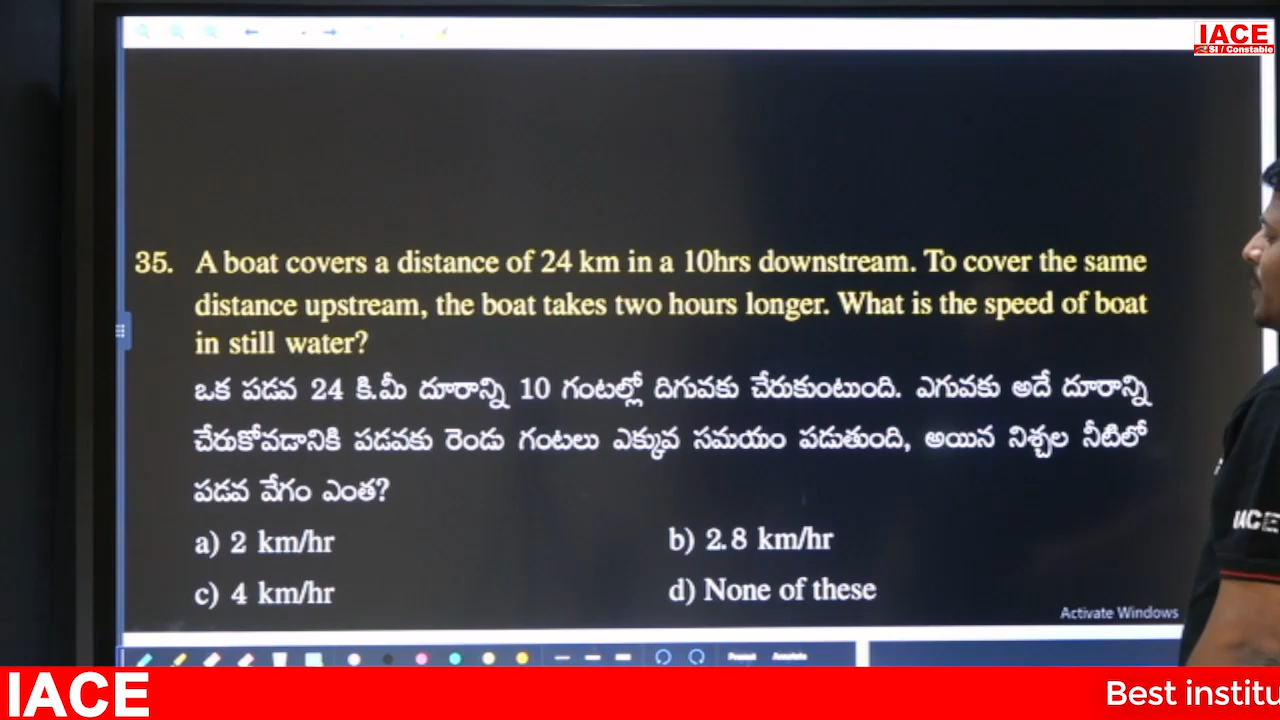 IACE
SI / Constable
35. A boat covers a distance of 24 km in a 10hrs downstream. To cover the same
distance upstream, the boat takes two hours longer. What is the speed of boat
in still water?
ఒక పడవ 24 కి.మీ దూరాన్ని 10 గంటల్లో దిగువకు చేరుకుంటుంది. ఎగువకు అదే దూరాన్ని
చేరుకోవడానికి పడవకు రెండు గంటలు ఎక్కువ సమయం పడుతుంది, అయిన నిశ్చల నీటిలో
పడవ వేగం ఎంత?
a) 2 km/hr b) 2.8 km/hr
c) 4 km/hr d) None of these
IACE
Activate Windows
IACE
Best institu